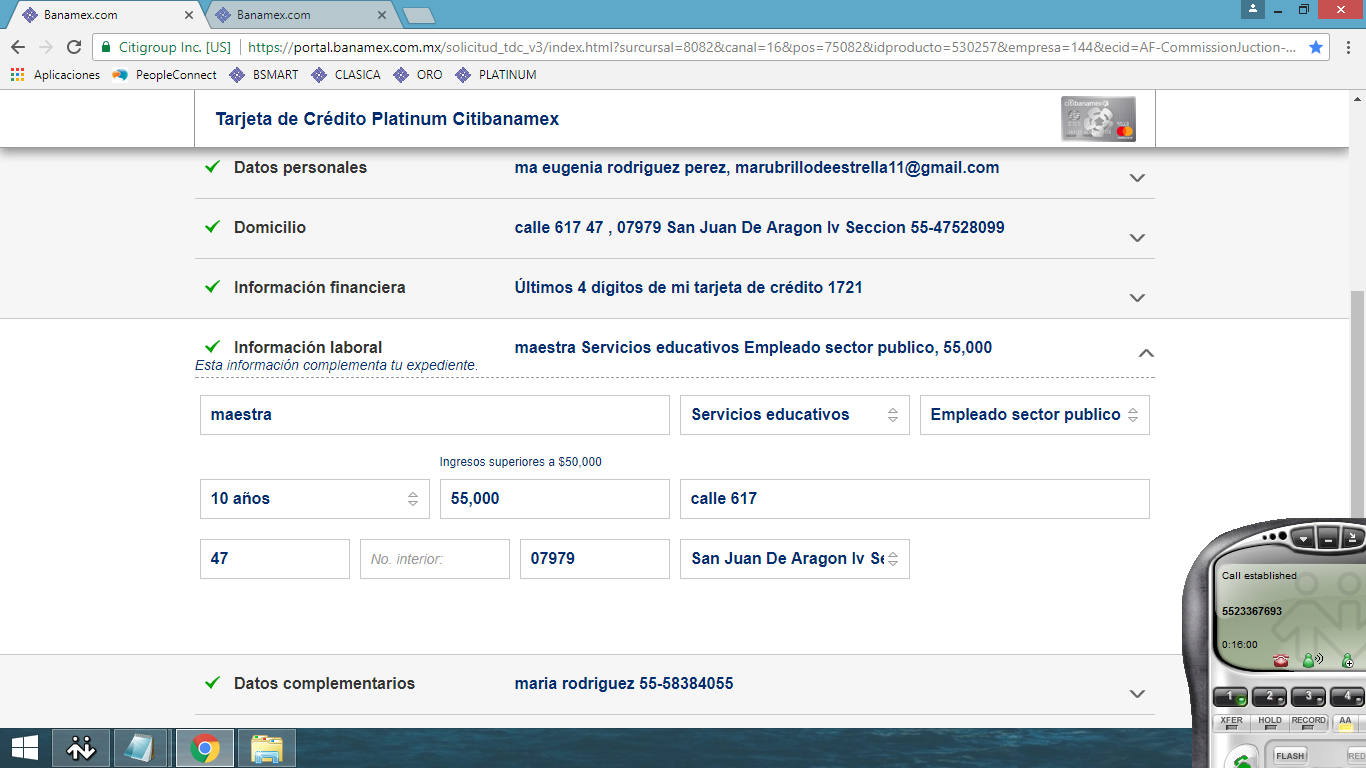 Banamex.com
Banamex.com
Citigroup Inc. [US]
https://portal.banamex.com.mx/solicitud_tdc_v3/index.html?surcursal=8082&canal=16&pos=75082&idproducto=530257&empresa=144&ecid=AF-CommissionJuction-...
Aplicaciones PeopleConnect BSMART CLASICA ORO PLATINUM
Tarjeta de Crédito Platinum Citibanamex
citibanamex
Datos personales ma eugenia rodriguez perez, marubrillodeestrella11@gmail.com
Domicilio calle 617 47 , 07979 San Juan De Aragon Iv Seccion 55-47528099
Información financiera Últimos 4 dígitos de mi tarjeta de crédito 1721
Información laboral maestra Servicios educativos Empleado sector publico, 55,000
Esta información complementa tu expediente.
maestra Servicios educativos Empleado sector publico
Ingresos superiores a $50,000
10 años 55,000 calle 617
47 No. interior: 07979 San Juan De Aragon Iv Se
Datos complementarios maria rodriguez 55-58384055
Call established
5523367693
0:16:00
1 2 3 4
XFER HOLD RECORD AA
FLASH RED